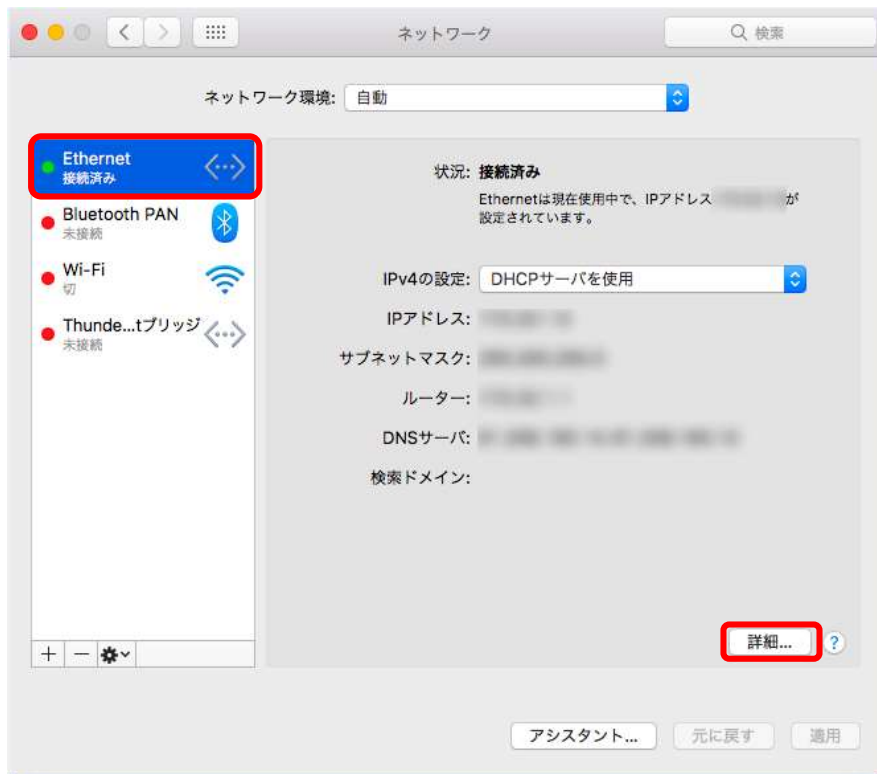 ネットワーク
検索
ネットワーク環境: 自動
Ethernet
接続済み
Bluetooth PAN
未接続
Wi-Fi
切
Thunde...tブリッジ
未接続
状況: 接続済み
Ethernetは現在使用中で、IPアドレス が
設定されています。
IPv4の設定: DHCPサーバを使用
IPアドレス:
サブネットマスク:
ルーター:
DNSサーバ:
検索ドメイン:
詳細...
?
アシスタント...
元に戻す
適用